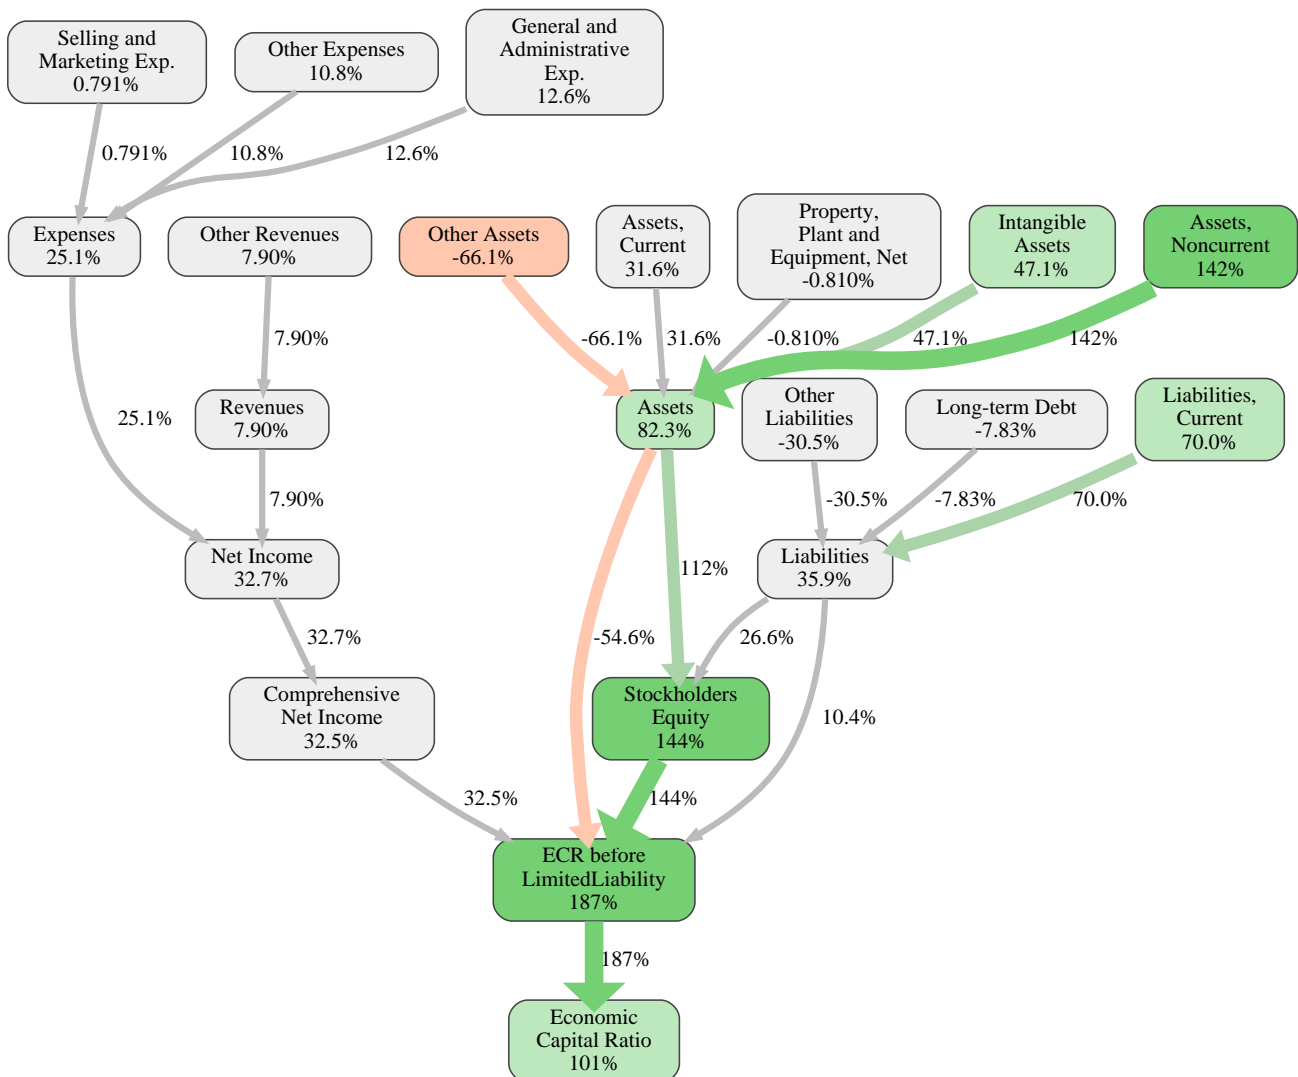 Selling and
Marketing Exp.
0.791%
Other Expenses
10.8%
General and
Administrative
Exp.
12.6%
0.791%
10.8%
12.6%
Expenses
25.1%
Other Revenues
7.90%
Other Assets
-66.1%
Assets,
Current
31.6%
Property,
Plant and
Equipment, Net
-0.810%
Intangible
Assets
47.1%
Assets,
Noncurrent
142%
7.90%
-66.1%
31.6%
-0.810%
47.1%
142%
Revenues
7.90%
Assets
82.3%
Other
Liabilities
-30.5%
Long-term Debt
-7.83%
Liabilities,
Current
70.0%
25.1%
7.90%
-30.5%
-7.83%
70.0%
Net Income
32.7%
112%
Liabilities
35.9%
32.7%
-54.6%
26.6%
Comprehensive
Net Income
32.5%
Stockholders
Equity
144%
10.4%
32.5%
144%
ECR before
LimitedLiability
187%
187%
Economic
Capital Ratio
101%